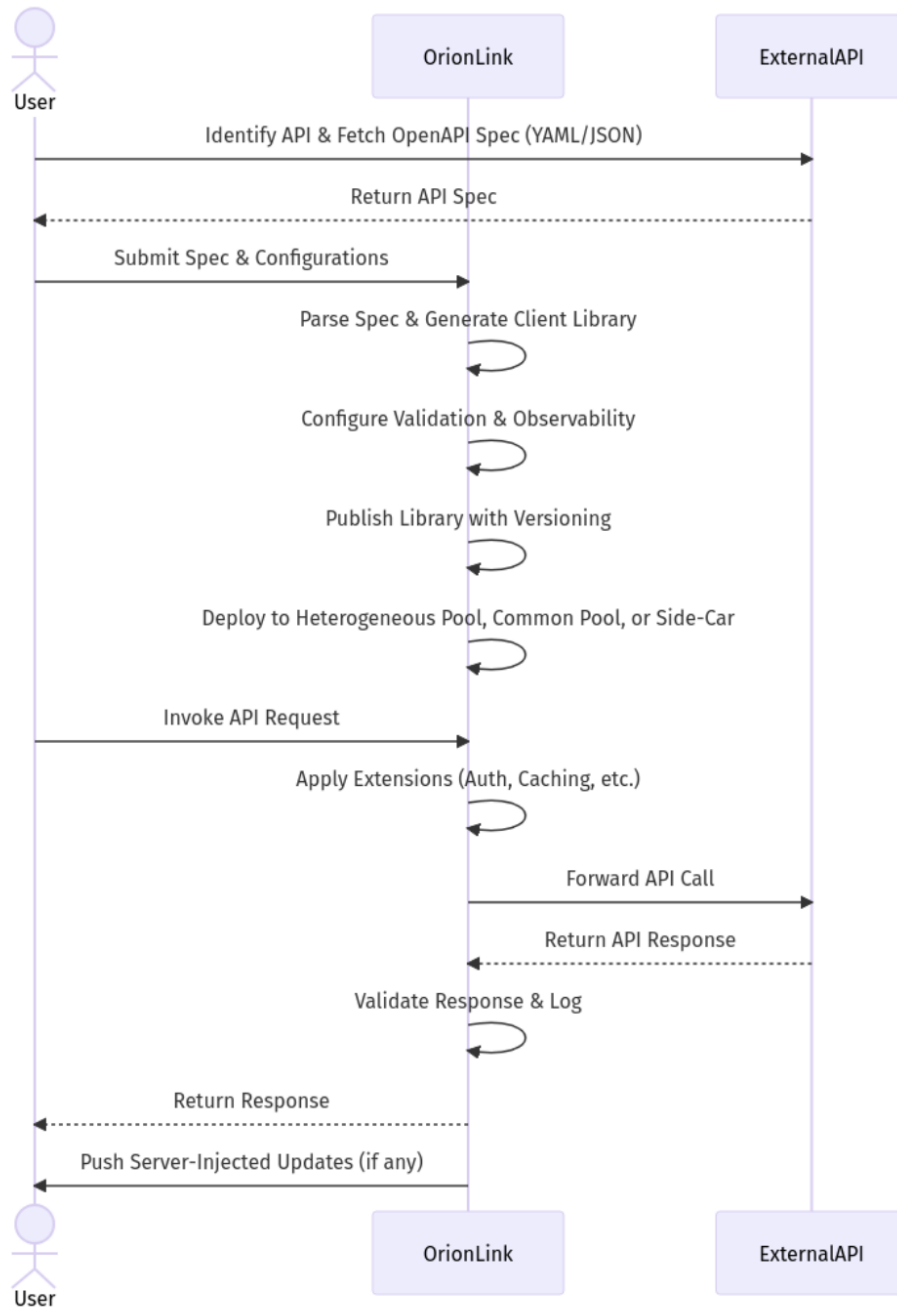 OrionLink
ExternalAPI
User
Identify API & Fetch OpenAPI Spec (YAML/JSON)
Return API Spec
Submit Spec & Configurations
Parse Spec & Generate Client Library
Configure Validation & Observability
Publish Library with Versioning
Deploy to Heterogeneous Pool, Common Pool, or Side-Car
Invoke API Request
Apply Extensions (Auth, Caching, etc.)
Forward API Call
Return API Response
Validate Response & Log
Return Response
Push Server-Injected Updates (if any)
OrionLink
ExternalAPI
User